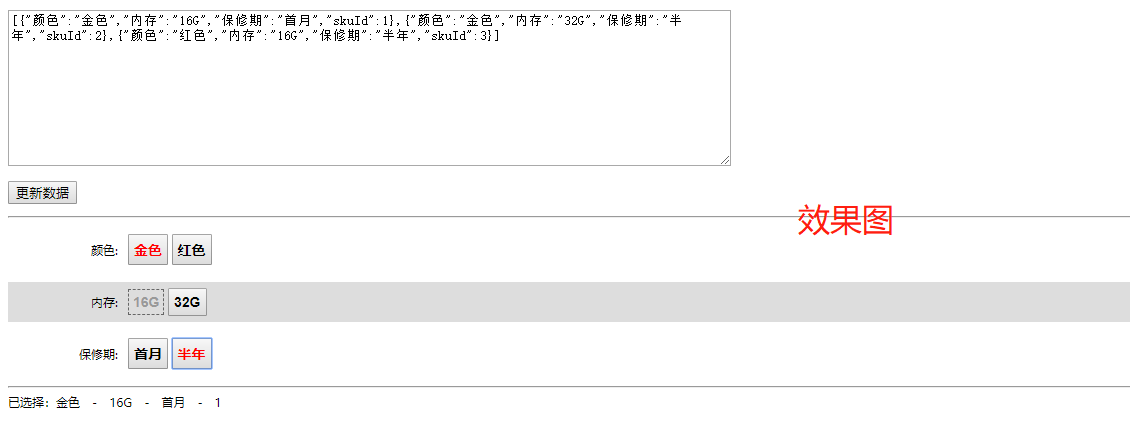 [{"颜色":"金色","内存":"16G","保修期":"首月","skuId":1},{"颜色":"金色","内存":"32G","保修期":"半
年","skuId":2},{"颜色":"红色","内存":"16G","保修期":"半年","skuId":3}]
更新数据
效果图
颜色: 金色 红色
内存: 16G 32G
保修期: 首月 半年
已选择: 金色 - 16G - 首月 - 1